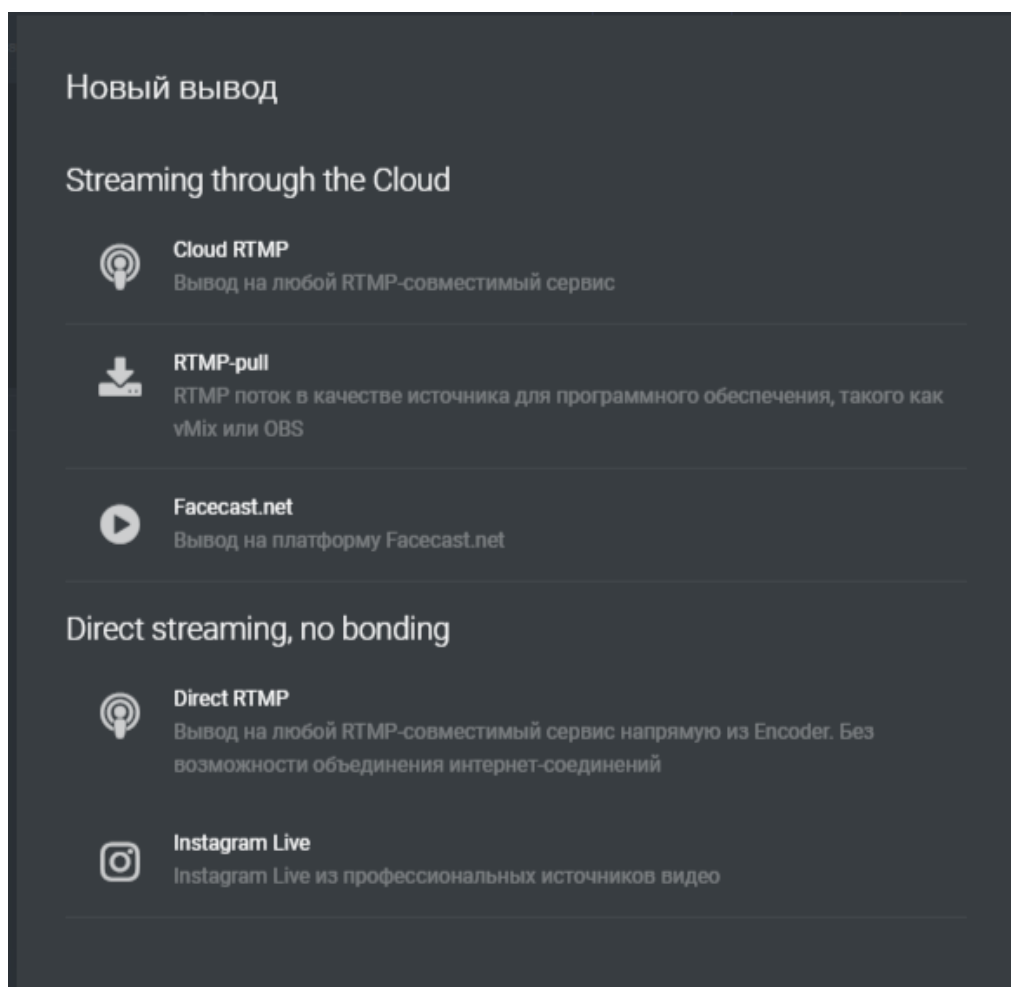 Новый вывод
Streaming through the Cloud
Cloud RTMP
Вывод на любой RTMP-совместимый сервис
RTMP-pull
RTMP поток в качестве источника для программного обеспечения, такого как
vMix или OBS
Facecast.net
Вывод на платформу Facecast.net
Direct streaming, no bonding
Direct RTMP
Вывод на любой RTMP-совместимый сервис напрямую из Encoder. Без
возможности объединения интернет-соединений
Instagram Live
Instagram Live из профессиональных источников видео